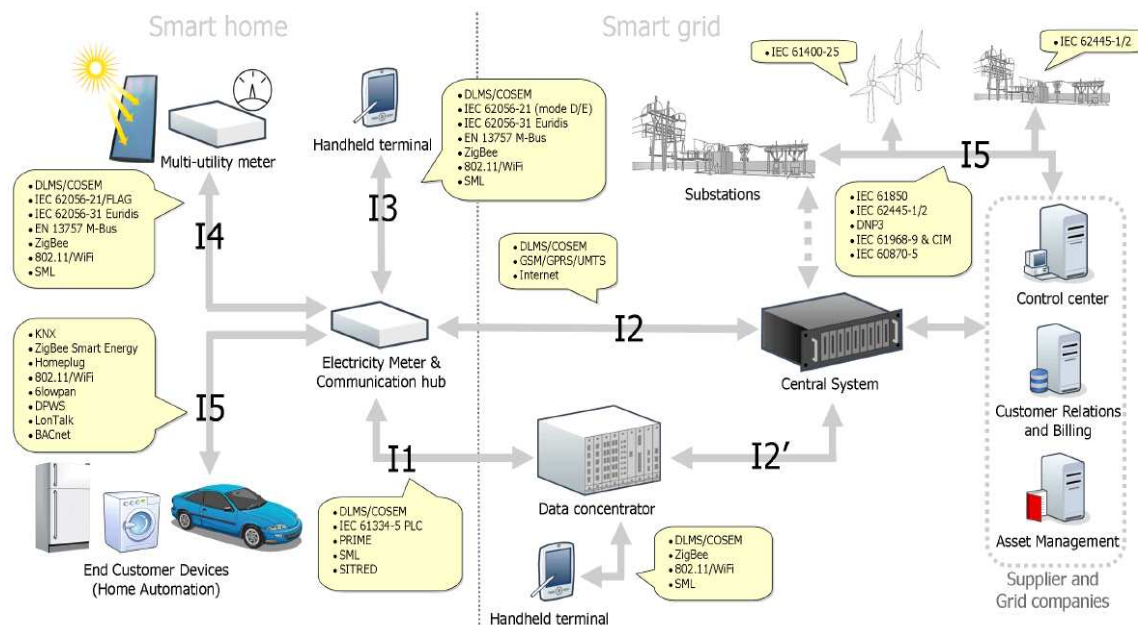 Smart home
Smart grid
• IEC 61400-25
• IEC 62445-1/2
• DLMS/COSEM
• IEC 62056-21 (mode D/E)
• IEC 62056-31 Euridis
• EN 13757 M-Bus
• ZigBee
• 802.11/WiFi
• SML
Handheld terminal
Multi-utility meter
I5
Substations
• DLMS/COSEM
• IEC 62056-21/FLAG
• IEC 62056-31 Euridis
• EN 13757 M-Bus
• ZigBee
• 802.11/WiFi
• SML
I4
I3
• IEC 61850
• IEC 62445-1/2
• DNP3
• IEC 61968-9 & CIM
• IEC 60870-5
• DLMS/COSEM
• GSM/GPRS/UMTS
• Internet
Control center
I2
Electricity Meter &
Communication hub
Central System
• KNX
• ZigBee Smart Energy
• Homeplug
• 802.11/WiFi
• 6lowpan
• DPWS
• LonTalk
• BACnet
I5
Customer Relations
and Billing
I1
I2'
Data concentrator
• DLMS/COSEM
• IEC 61334-5 PLC
• PRIME
• SML
• SITRED
• DLMS/COSEM
• ZigBee
• 802.11/WiFi
• SML
Asset Management
End Customer Devices
(Home Automation)
Handheld terminal
Supplier and
Grid companies